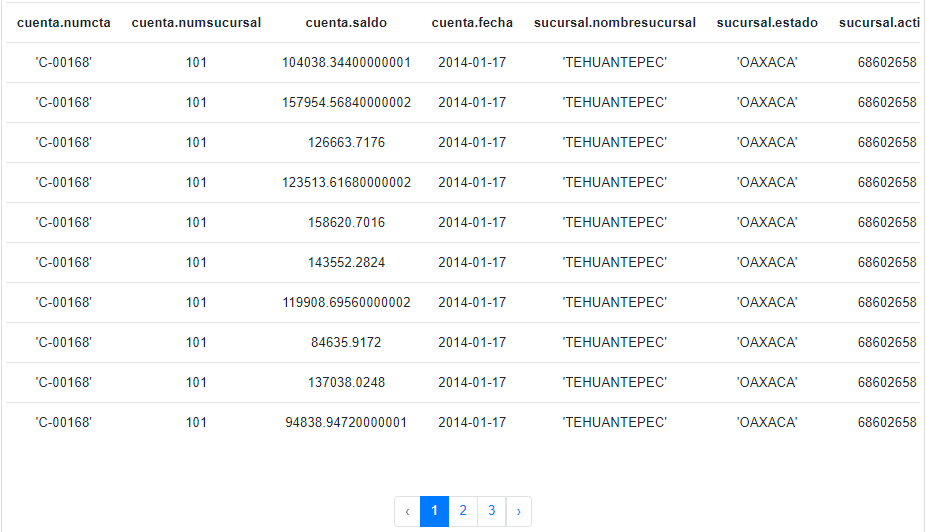 cuenta.numcta cuenta.numsucursal cuenta.saldo cuenta.fecha sucursal.nombresucursal sucursal.estado sucursal.acti
'C-00168' 101 104038.34400000001 2014-01-17 'TEHUANTEPEC' 'OAXACA' 68602658
'C-00168' 101 157954.56840000002 2014-01-17 'TEHUANTEPEC' 'OAXACA' 68602658
'C-00168' 101 126663.7176 2014-01-17 'TEHUANTEPEC' 'OAXACA' 68602658
'C-00168' 101 123513.61680000002 2014-01-17 'TEHUANTEPEC' 'OAXACA' 68602658
'C-00168' 101 158620.7016 2014-01-17 'TEHUANTEPEC' 'OAXACA' 68602658
'C-00168' 101 143552.2824 2014-01-17 'TEHUANTEPEC' 'OAXACA' 68602658
'C-00168' 101 119908.69560000002 2014-01-17 'TEHUANTEPEC' 'OAXACA' 68602658
'C-00168' 101 84635.9172 2014-01-17 'TEHUANTEPEC' 'OAXACA' 68602658
'C-00168' 101 137038.0248 2014-01-17 'TEHUANTEPEC' 'OAXACA' 68602658
'C-00168' 101 94838.94720000001 2014-01-17 'TEHUANTEPEC' 'OAXACA' 68602658
‹ 1 2 3 ›